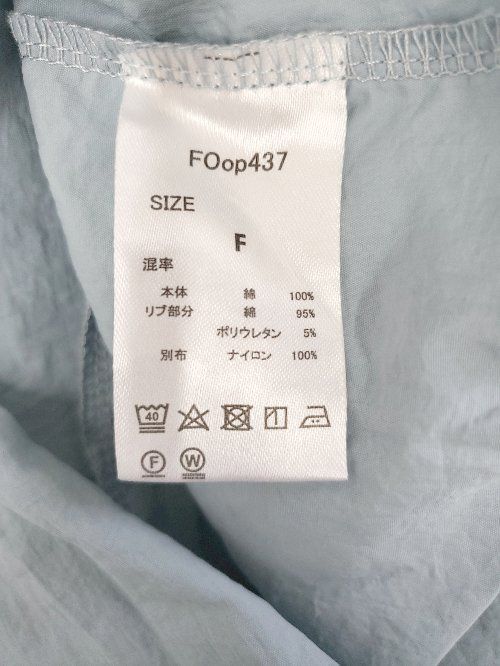 FOop437
SIZE
F
混率
本体 綿 100%
リブ部分 綿 95%
ポリウレタン 5%
別布 ナイロン 100%
40
F W